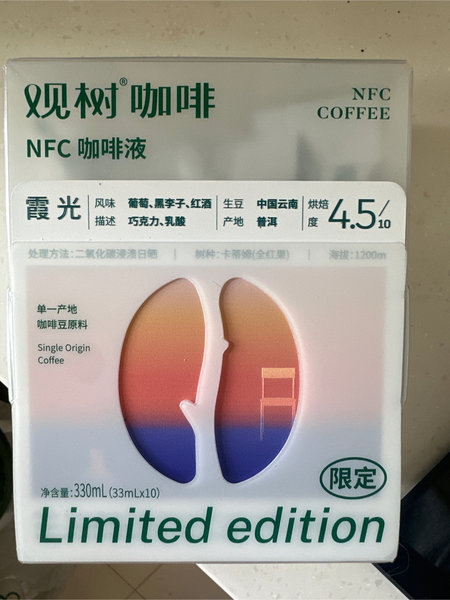 观树®咖啡
NFC
COFFEE
NFC 咖啡液
霞光
风味描述
葡萄、黑李子、红酒
巧克力、乳酸
生豆产地
中国云南
普洱
烘焙度
4.5/10
处理方法:二氧化碳浸渍日晒 | 树种:卡蒂姆(全红果) | 海拔:1200m
单一产地
咖啡豆原料
Single Origin
Coffee
限定
净含量:330mL(33mLx10)
Limited edition